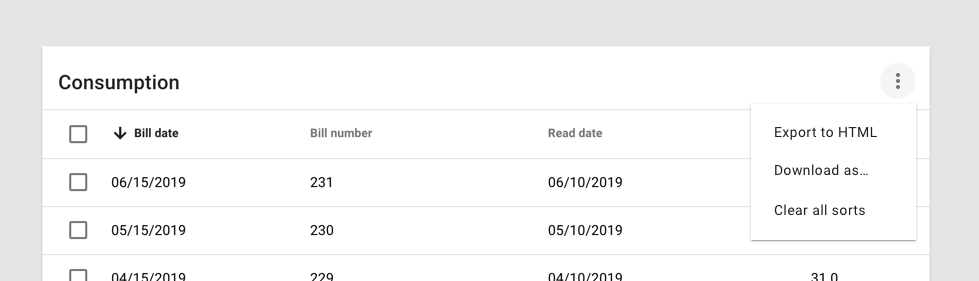 Consumption
Bill date Bill number Read date
Export to HTML
06/15/2019 231 06/10/2019
Download as…
Clear all sorts
05/15/2019 230 05/10/2019
04/15/2019 229 04/10/2019 31.0